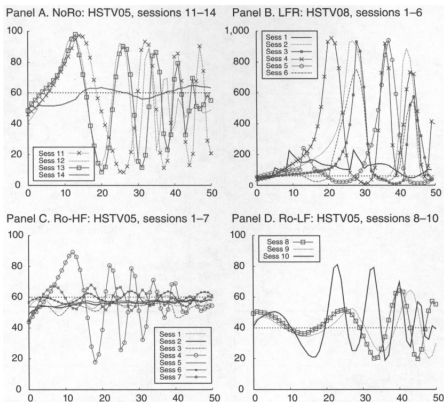 Panel A. NoRo: HSTV05, sessions 11–14
100
80
60
40
20
0
Sess 11
Sess 12
Sess 13
Sess 14
0 10 20 30 40 50
Panel B. LFR: HSTV08, sessions 1–6
1,000
800
600
400
200
0
Sess 1
Sess 2
Sess 3
Sess 4
Sess 5
Sess 6
0 10 20 30 40 50
Panel C. Ro-HF: HSTV05, sessions 1–7
100
80
60
40
20
0
Sess 1
Sess 2
Sess 3
Sess 4
Sess 5
Sess 6
Sess 7
0 10 20 30 40 50
Panel D. Ro-LF: HSTV05, sessions 8–10
100
80
60
40
20
0
Sess 8
Sess 9
Sess 10
0 10 20 30 40 50